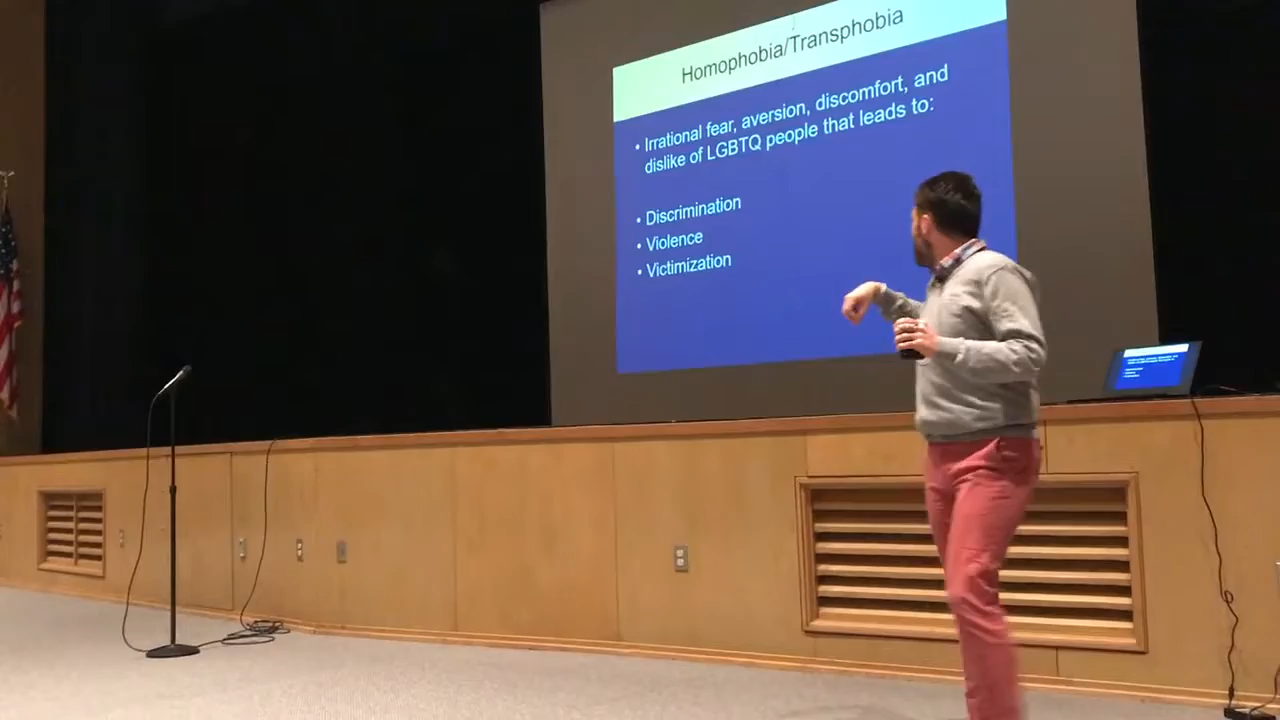 Homophobia/Transphobia
• Irrational fear, aversion, discomfort, and
dislike of LGBTQ people that leads to:
• Discrimination
• Violence
• Victimization